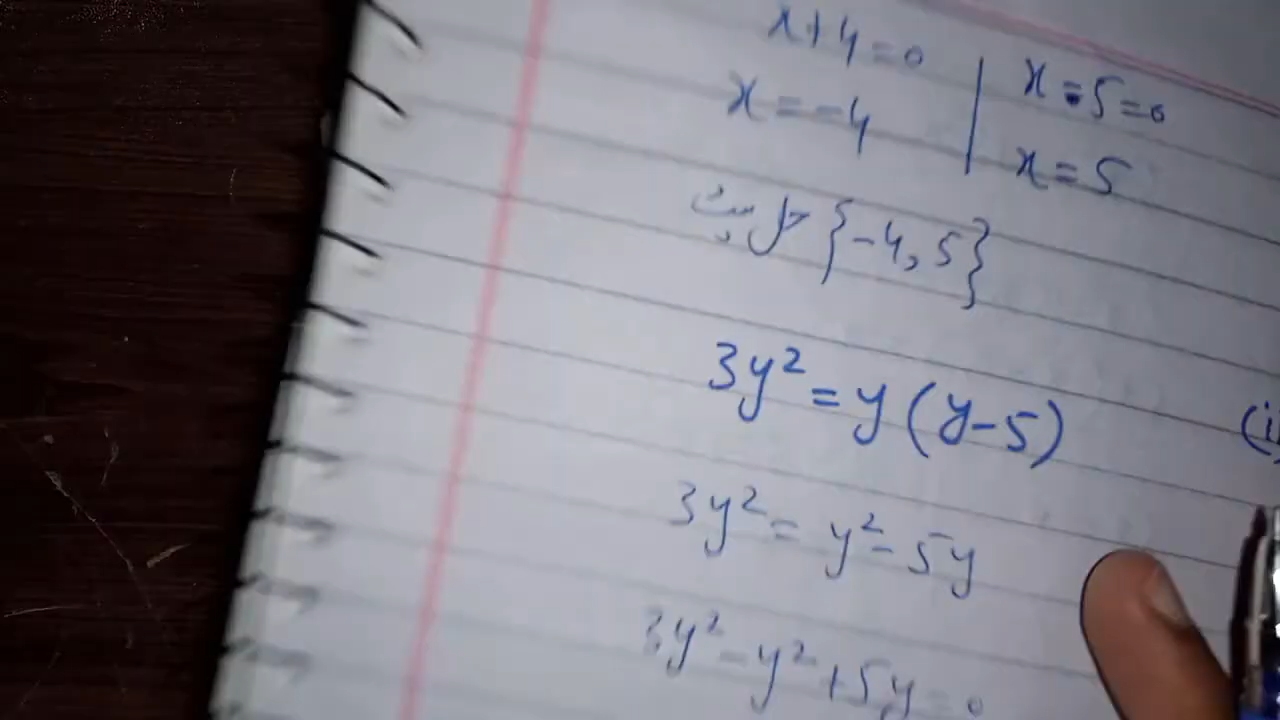 x+4=0 | x-5=0
x=-4 | x=5
حل سیٹ {-4,5}
3y²=y(y-5)
3y²=y²-5y
3y²-y²+5y=0